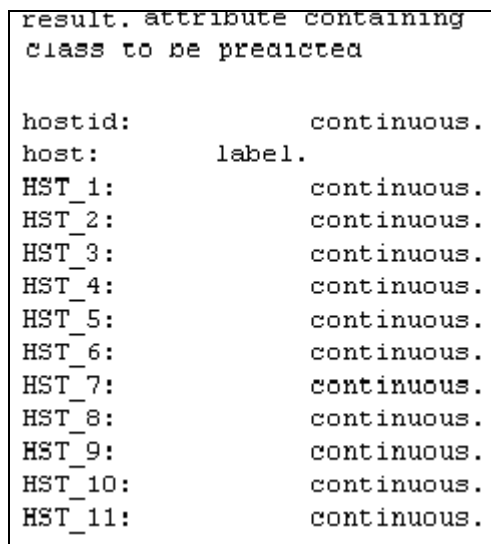 result. attribute containing
class to be predicted
hostid: continuous.
host: label.
HST_1: continuous.
HST_2: continuous.
HST_3: continuous.
HST_4: continuous.
HST_5: continuous.
HST_6: continuous.
HST_7: continuous.
HST_8: continuous.
HST_9: continuous.
HST_10: continuous.
HST_11: continuous.